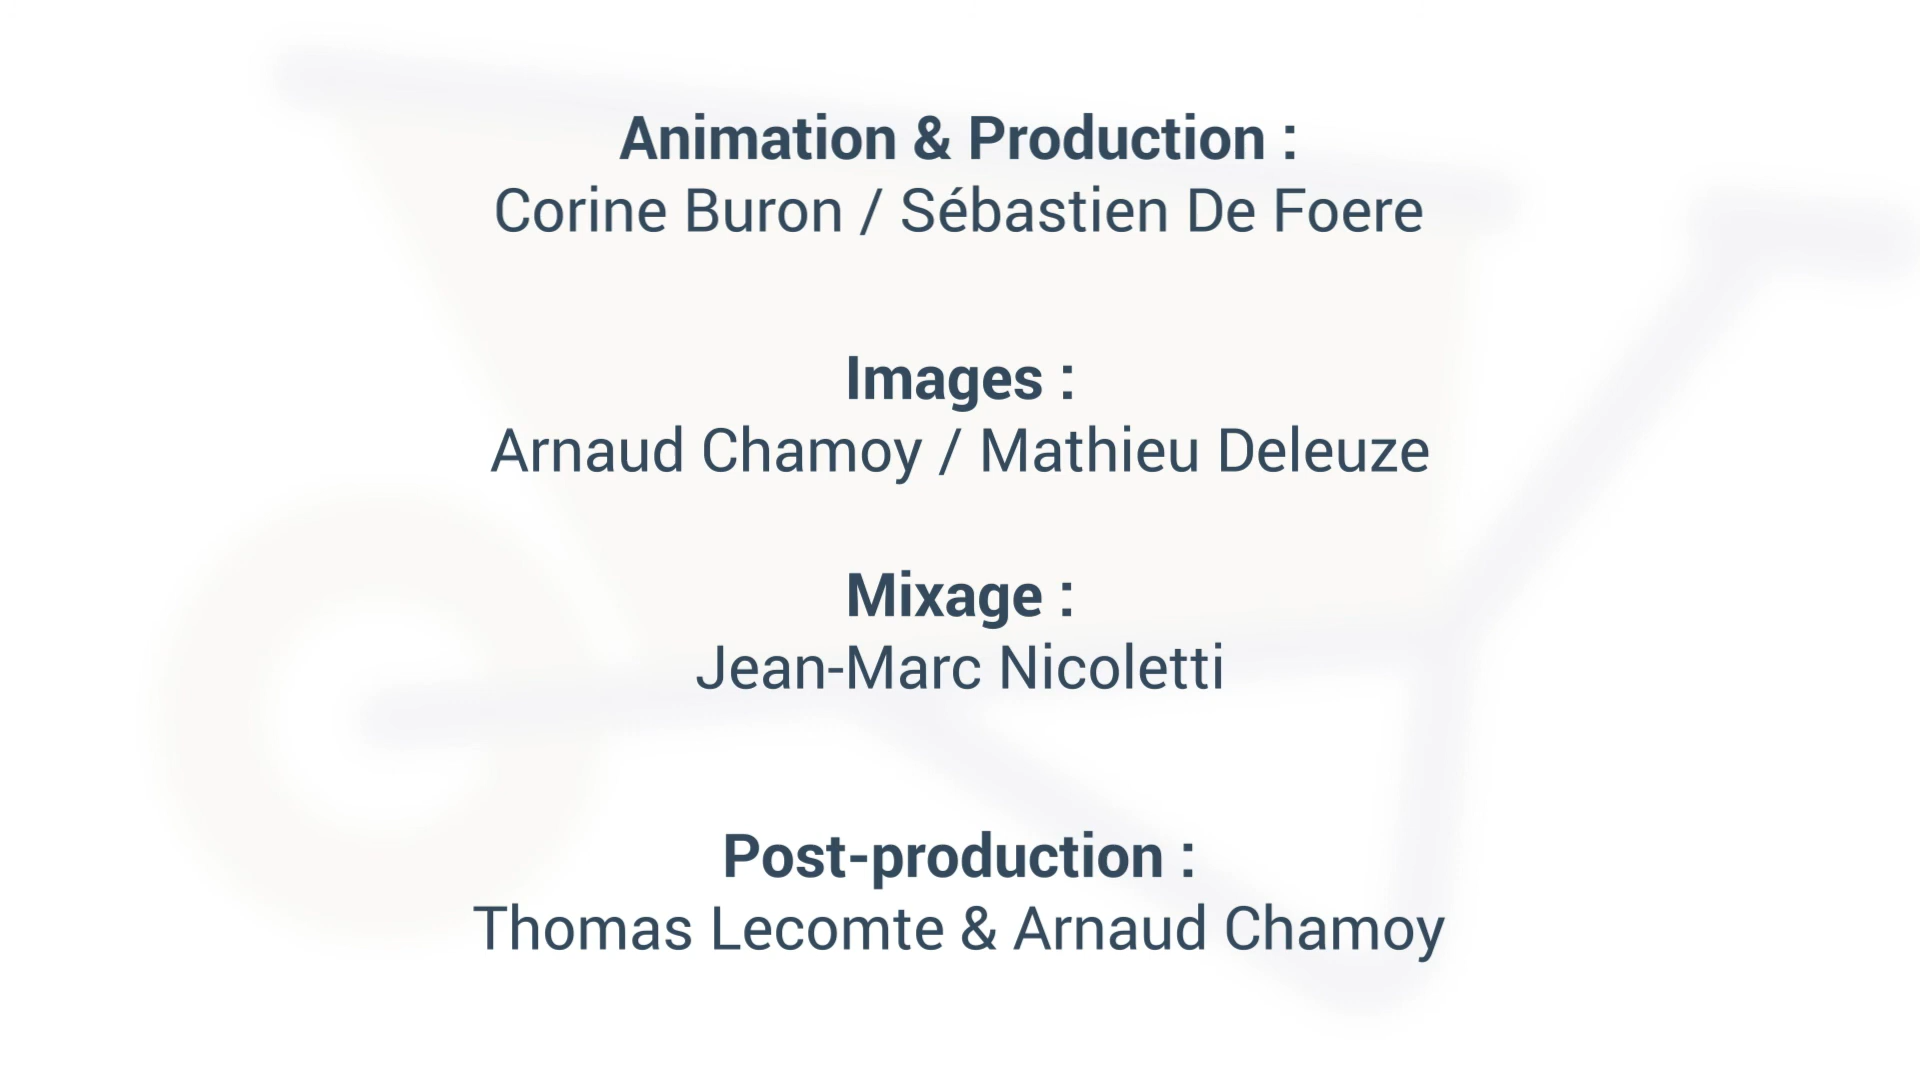 Animation & Production :
Corine Buron / Sébastien De Foere
Images :
Arnaud Chamoy / Mathieu Deleuze
Mixage :
Jean-Marc Nicoletti
Post-production :
Thomas Lecomte & Arnaud Chamoy